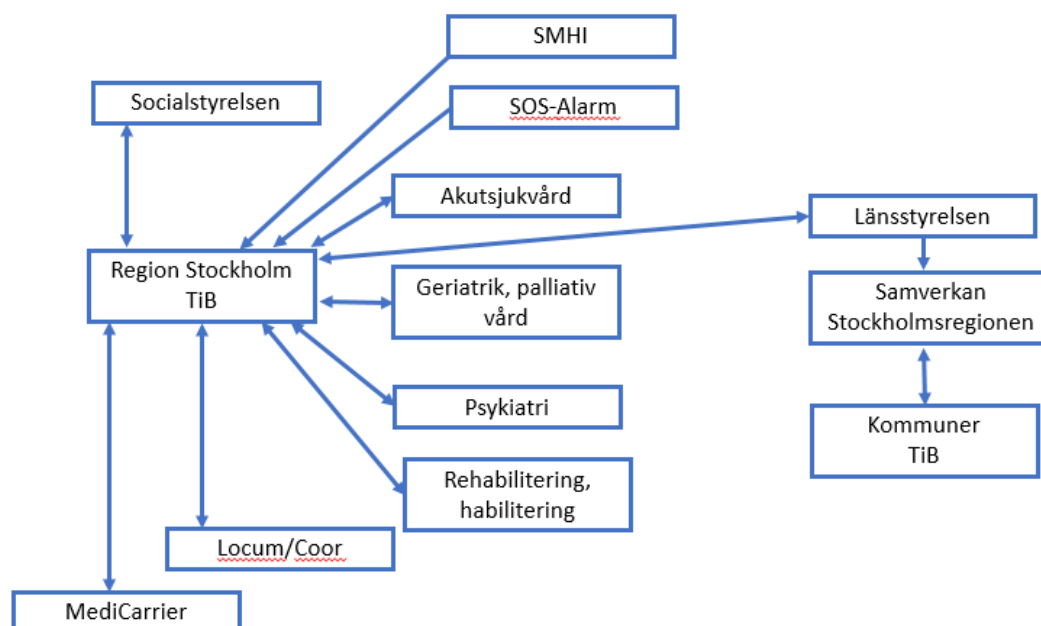 SMHI
Socialstyrelsen
SOS-Alarm
Akutsjukvård
Länsstyrelsen
Region Stockholm
TiB
Geriatrik, palliativ
vård
Samverkan
Stockholmsregionen
Psykiatri
Kommuner
TiB
Rehabilitering,
habilitering
Locum/Coor
MediCarrier